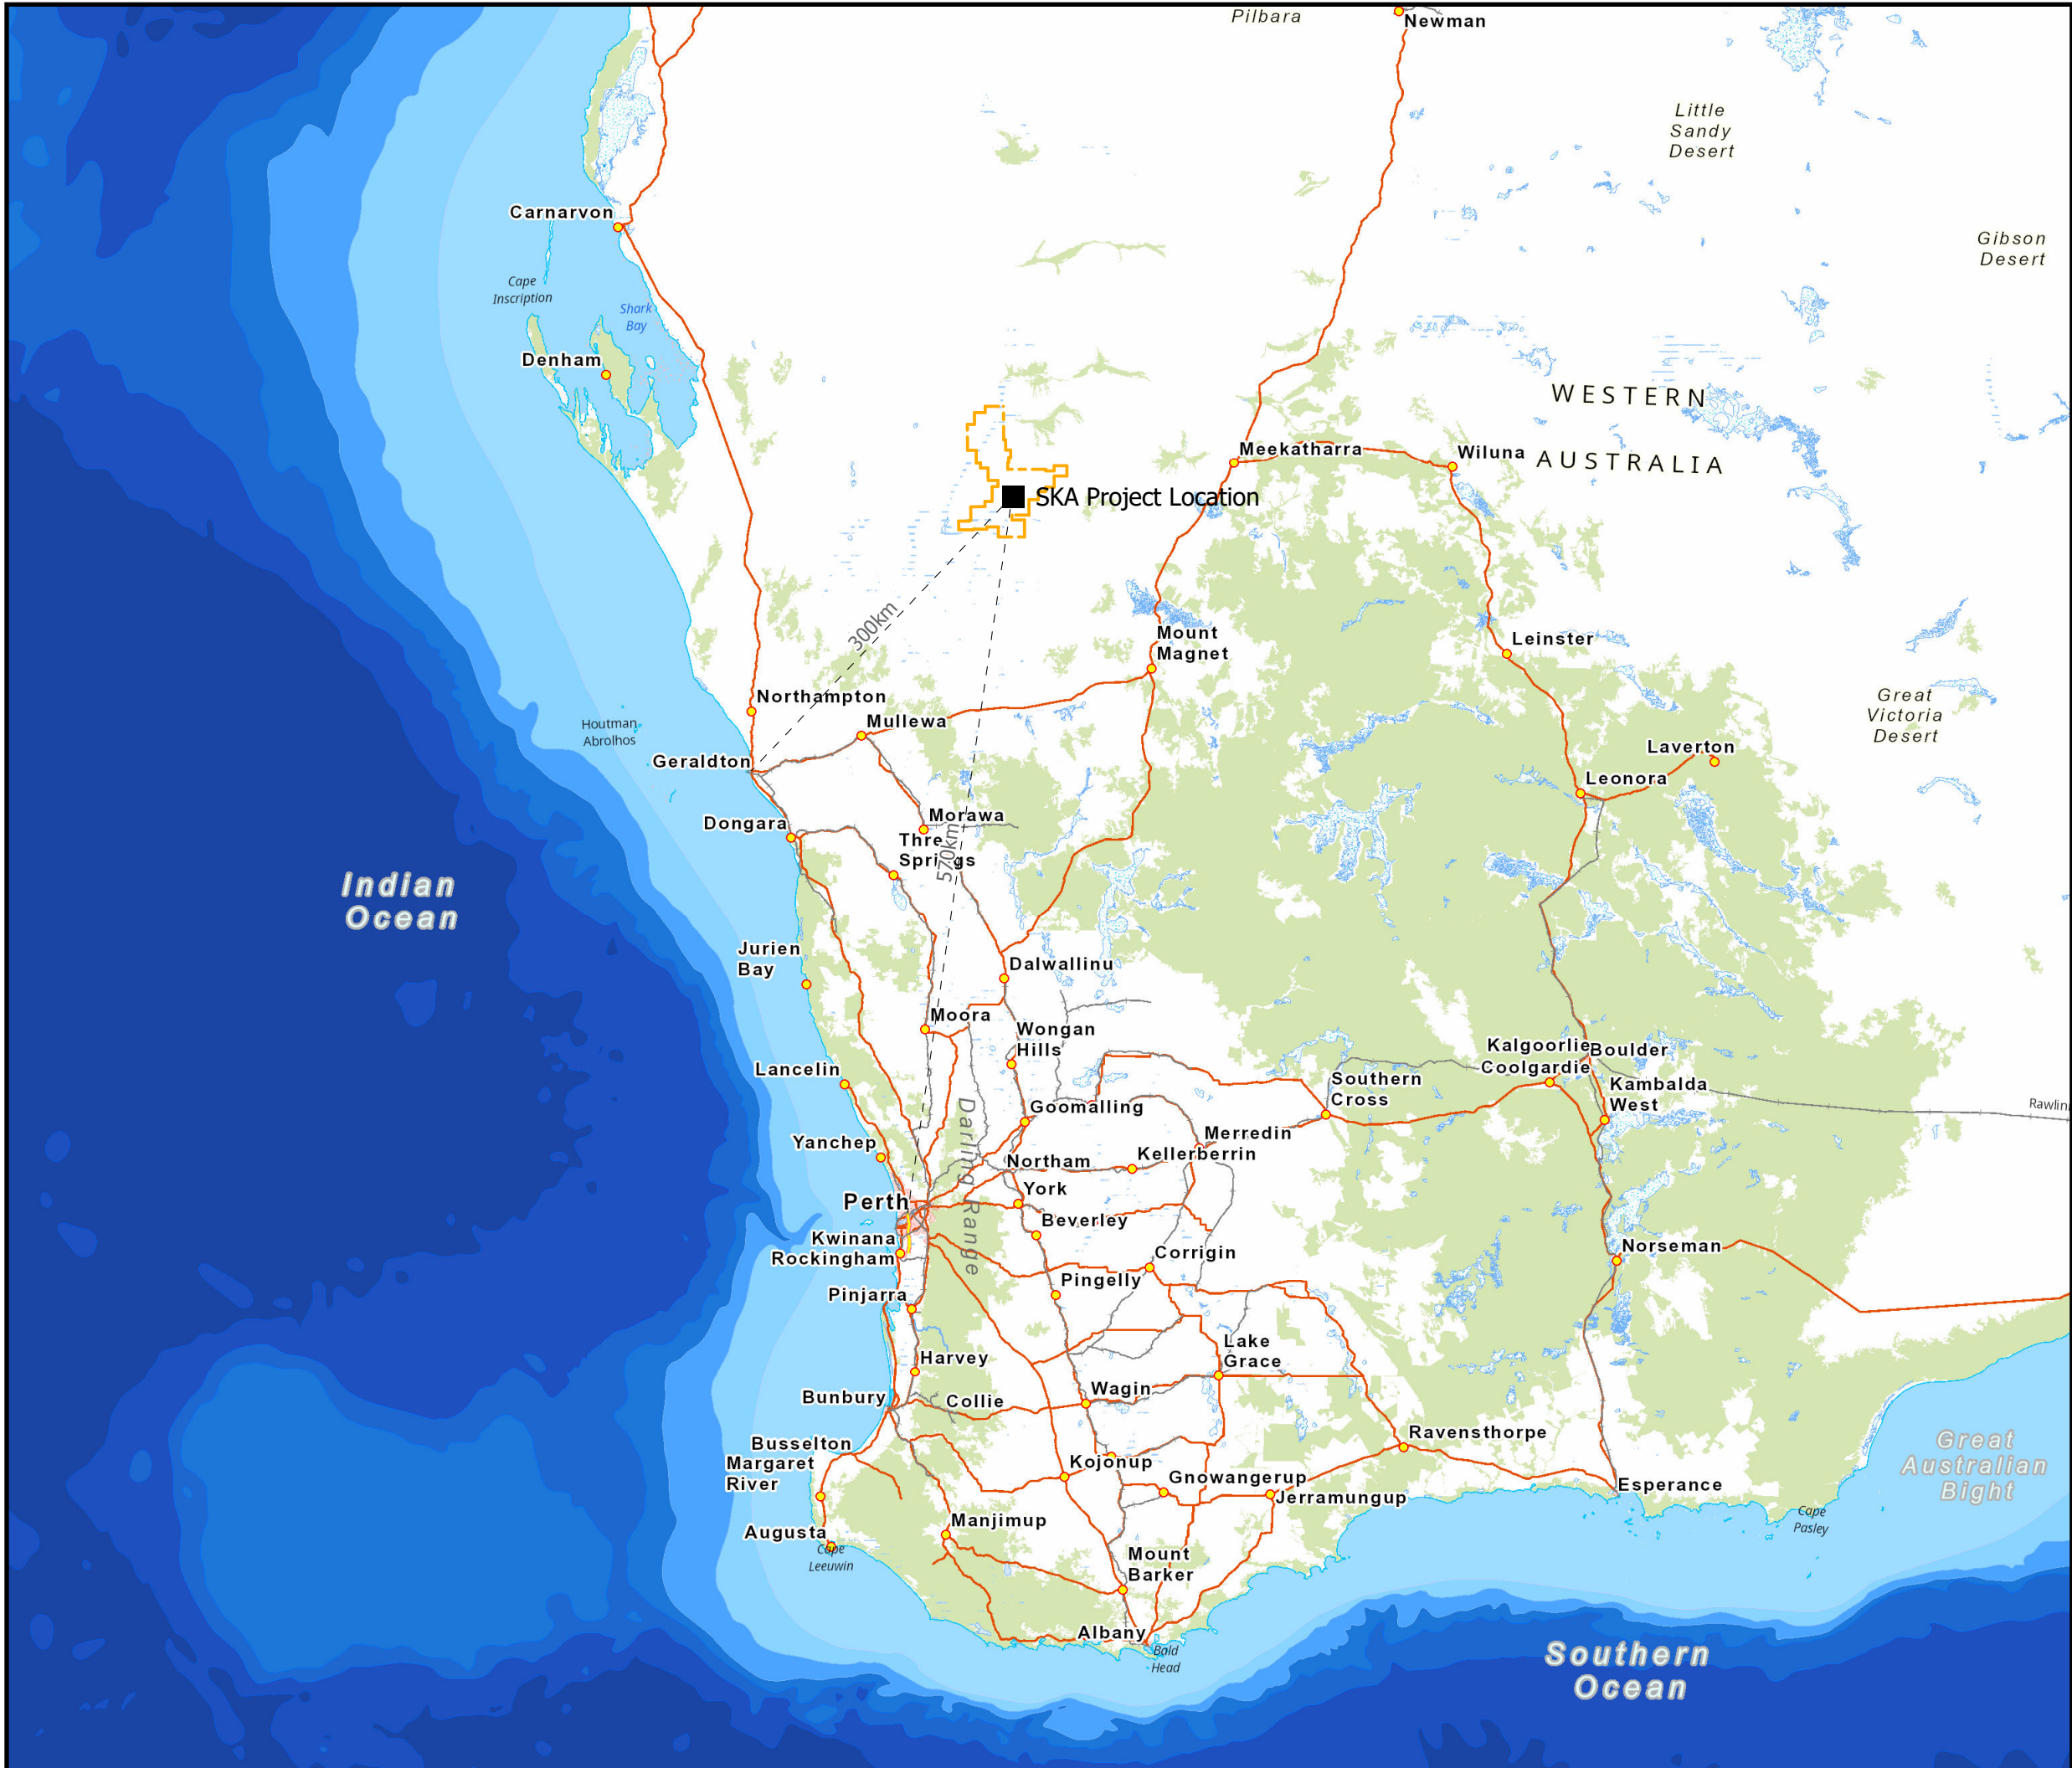 Pilbara
Newman
Little
Sandy
Desert
Carnarvon
Gibson
Desert
Cape
Inscription
Shark
Bay
Denham
WESTERN
AUSTRALIA
Meekatharra
Wiluna
SKA Project Location
300km
Mount
Magnet
Leinster
Northampton
Mullewa
Houtman
Abrolhos
Great
Victoria
Desert
Geraldton
Laverton
Leonora
Dongara
Morawa
Three
Springs
570km
Indian
Ocean
Jurien
Bay
Dalwallinu
Moora
Wongan
Hills
Kalgoorlie
Boulder
Coolgardie
Lancelin
Southern
Cross
Kambalda
West
Goomalling
Darling Range
Yanchep
Merredin
Northam
Kellerberrin
York
Perth
Beverley
Kwinana
Rockingham
Corrigin
Norseman
Pingelly
Pinjarra
Lake
Grace
Harvey
Wagin
Bunbury
Collie
Ravensthorpe
Busselton
Margaret
River
Kojonup
Gnowangerup
Jerramungup
Esperance
Great
Australian
Bight
Cape
Pasley
Manjimup
Augusta
Cape
Leeuwin
Mount
Barker
Albany
Bald
Head
Southern
Ocean